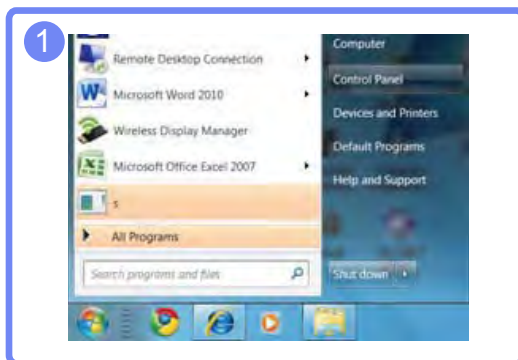 1
Remote Desktop Connection
Microsoft Word 2010
Wireless Display Manager
Microsoft Office Excel 2007
s
All Programs
Search programs and files
Computer
Control Panel
Devices and Printers
Default Programs
Help and Support
Shut down